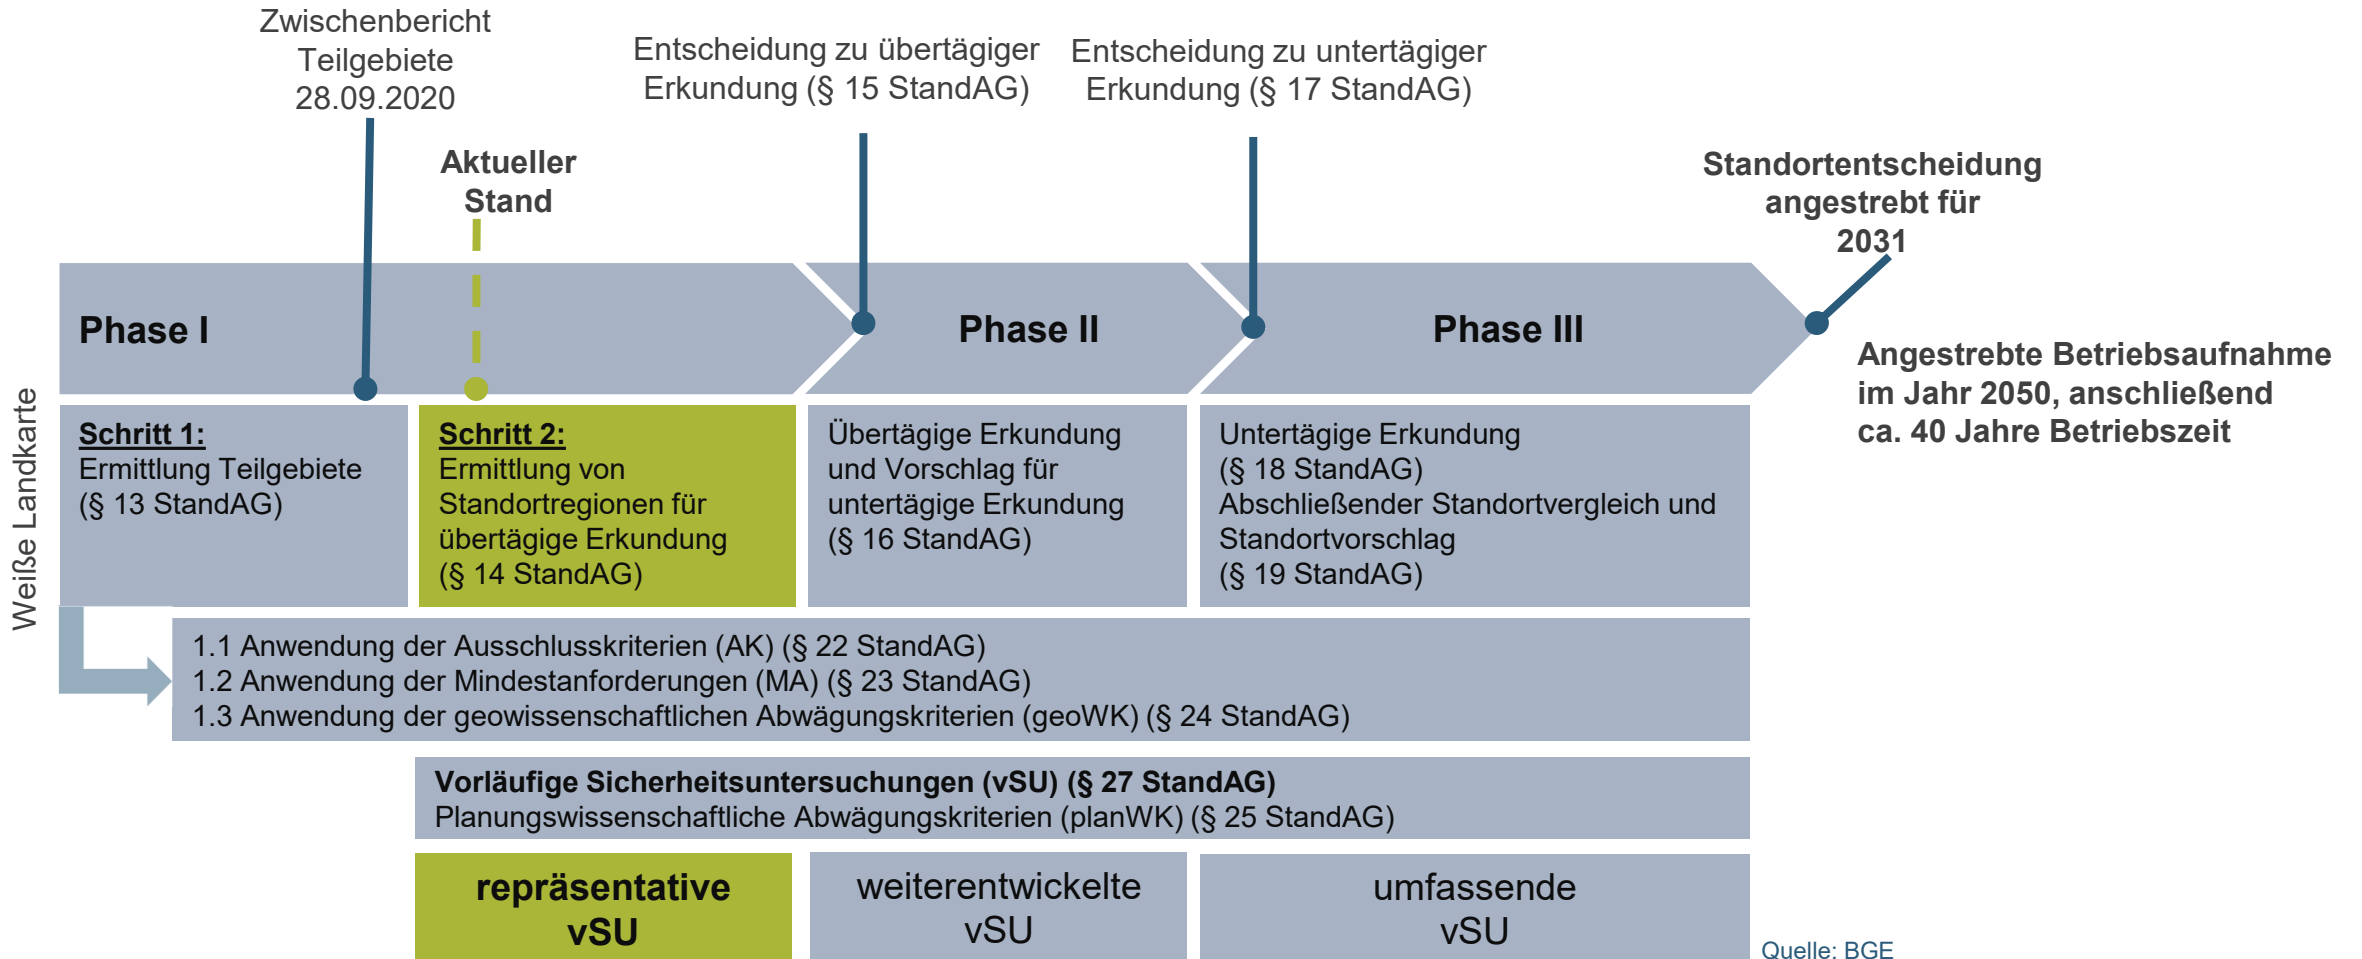 Zwischenbericht
Teilgebiete
28.09.2020
Entscheidung zu übertägiger
Erkundung (§ 15 StandAG)
Entscheidung zu untertägiger
Erkundung (§ 17 StandAG)
Aktueller
Stand
Standortentscheidung
angestrebt für
2031
Phase I
Phase II
Phase III
Angestrebte Betriebsaufnahme
im Jahr 2050, anschließend
ca. 40 Jahre Betriebszeit
Weiße Landkarte
Schritt 1:
Ermittlung Teilgebiete
(§ 13 StandAG)
Schritt 2:
Ermittlung von
Standortregionen für
übertägige Erkundung
(§ 14 StandAG)
Übertägige Erkundung
und Vorschlag für
untertägige Erkundung
(§ 16 StandAG)
Untertägige Erkundung
(§ 18 StandAG)
Abschließender Standortvergleich und
Standortvorschlag
(§ 19 StandAG)
1.1 Anwendung der Ausschlusskriterien (AK) (§ 22 StandAG)
1.2 Anwendung der Mindestanforderungen (MA) (§ 23 StandAG)
1.3 Anwendung der geowissenschaftlichen Abwägungskriterien (geoWK) (§ 24 StandAG)
Vorläufige Sicherheitsuntersuchungen (vSU) (§ 27 StandAG)
Planungswissenschaftliche Abwägungskriterien (planWK) (§ 25 StandAG)
repräsentative
vSU
weiterentwickelte
vSU
umfassende
vSU
Quelle: BGE